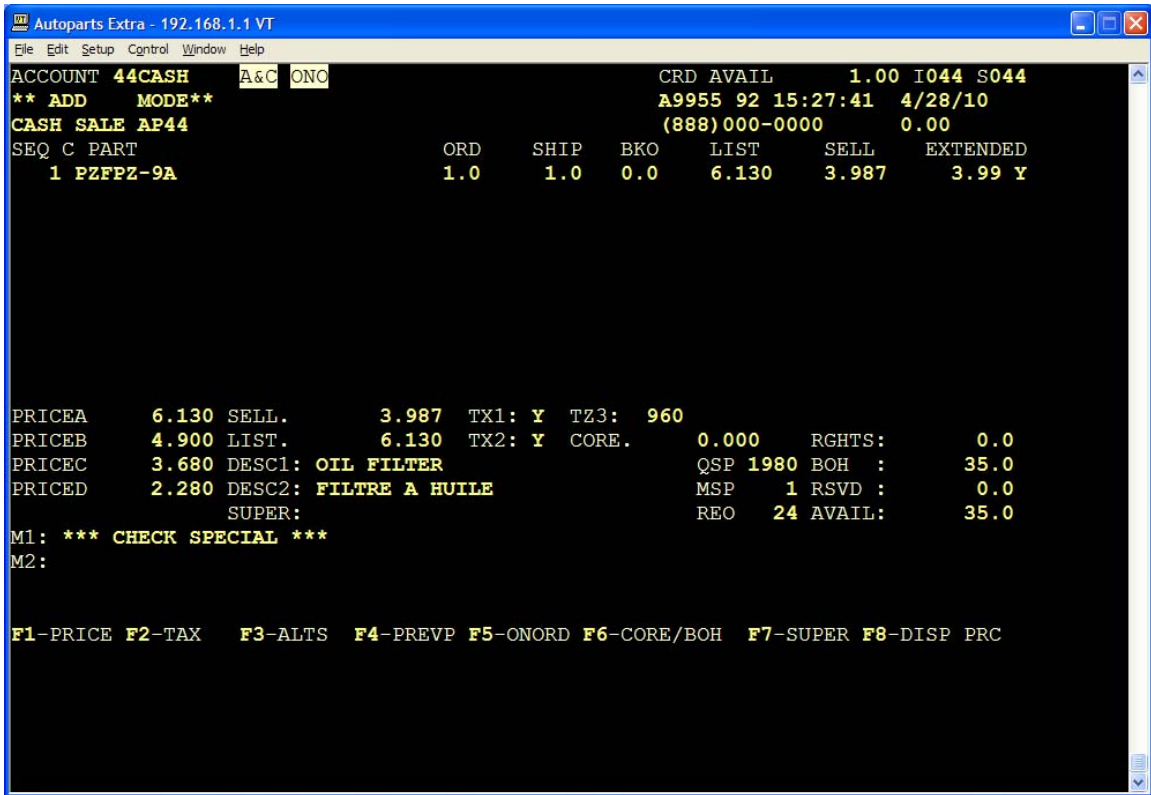 Autoparts Extra - 192.168.1.1 VT
File Edit Setup Control Window Help
ACCOUNT 44CASH A&C ONO CRD AVAIL 1.00 I044 S044
** ADD MODE** A9955 92 15:27:41 4/28/10
CASH SALE AP44 (888)000-0000 0.00
SEQ C PART ORD SHIP BKO LIST SELL EXTENDED
1 PZFPZ-9A 1.0 1.0 0.0 6.130 3.987 3.99 Y
PRICEA 6.130 SELL. 3.987 TX1: Y TZ3: 960
PRICEB 4.900 LIST. 6.130 TX2: Y CORE. 0.000 RGHTS: 0.0
PRICEC 3.680 DESC1: OIL FILTER QSP 1980 BOH : 35.0
PRICED 2.280 DESC2: FILTRE A HUILE MSP 1 RSVD : 0.0
SUPER: REO 24 AVAIL: 35.0
M1: *** CHECK SPECIAL ***
M2:
F1-PRICE F2-TAX F3-ALTS F4-PREVP F5-ONORD F6-CORE/BOH F7-SUPER F8-DISP PRC